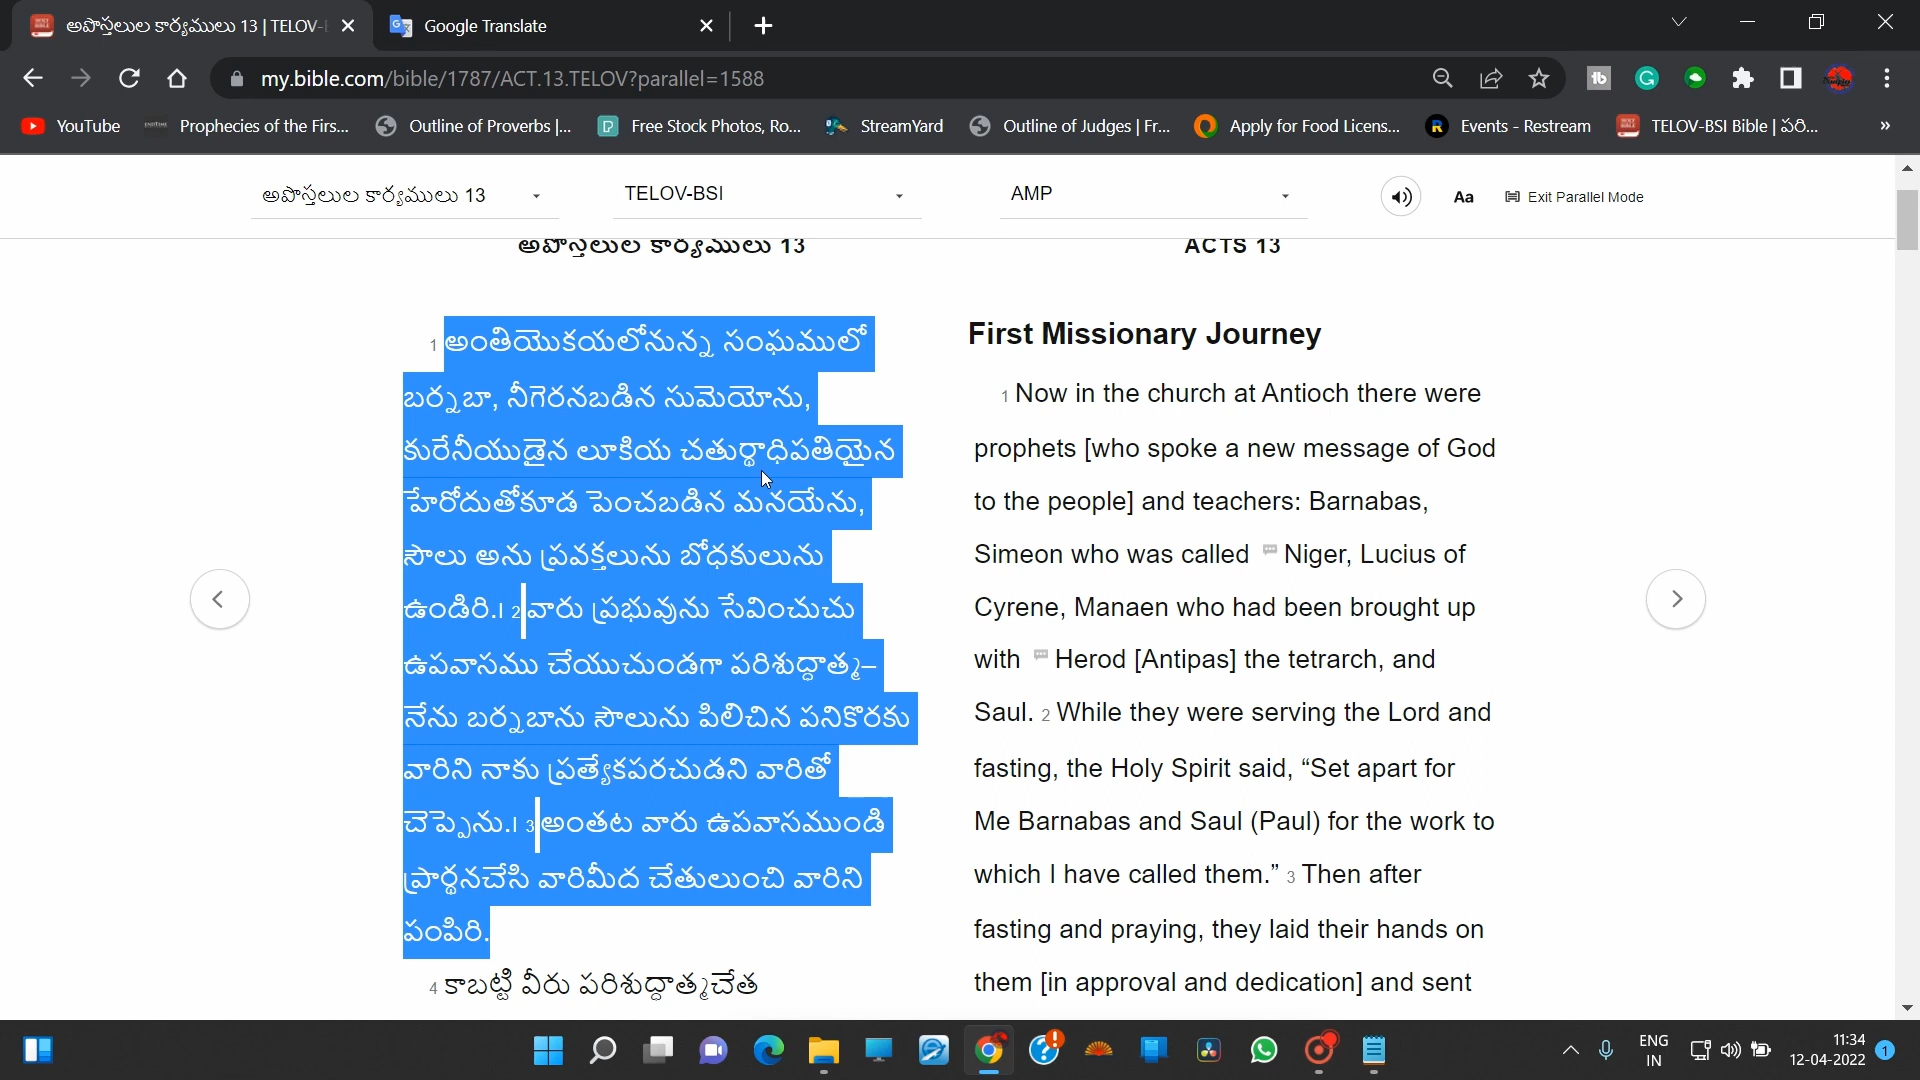 అపొస్తలుల కార్యములు 13 | TELOV-
Google Translate
my.bible.com/bible/1787/ACT.13.TELOV?parallel=1588
YouTube
Prophecies of the Firs...
Outline of Proverbs |...
Free Stock Photos, Ro...
StreamYard
Outline of Judges | Fr...
Apply for Food Licens...
Events - Restream
TELOV-BSI Bible | పరి...
అపొస్తలుల కార్యములు 13
TELOV-BSI
AMP
Aa
Exit Parallel Mode
అపొస్తలుల కార్యములు 13
1 అంతియొకయలోనున్న సంఘములో
బర్నబా, నీగెరనబడిన సుమెయోను,
కురేనీయుడైన లూకియ చతుర్థాధిపతియైన
హేరోదుతోకూడ పెంచబడిన మనయేను,
సౌలు అను ప్రవక్తలును బోధకులును
ఉండిరి.। 2 వారు ప్రభువును సేవించుచు
ఉపవాసము చేయుచుండగా పరిశుద్ధాత్మ–
నేను బర్నబాను సౌలును పిలిచిన పనికొరకు
వారిని నాకు ప్రత్యేకపరచుడని వారితో
చెప్పెను.। 3 అంతట వారు ఉపవాసముండి
ప్రార్థనచేసి వారిమీద చేతులుంచి వారిని
పంపిరి.
4 కాబట్టి వీరు పరిశుద్ధాత్మచేత
ACTS 13
First Missionary Journey
1 Now in the church at Antioch there were
prophets [who spoke a new message of God
to the people] and teachers: Barnabas,
Simeon who was called Niger, Lucius of
Cyrene, Manaen who had been brought up
with Herod [Antipas] the tetrarch, and
Saul. 2 While they were serving the Lord and
fasting, the Holy Spirit said, “Set apart for
Me Barnabas and Saul (Paul) for the work to
which I have called them.” 3 Then after
fasting and praying, they laid their hands on
them [in approval and dedication] and sent
ENG
IN
11:34
12-04-2022
1